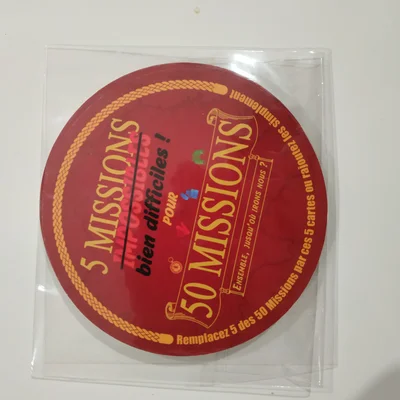 5 MISSIONS
IMPOSSIBLES
bien difficiles !
POUR
50 MISSIONS
ENSEMBLE, JUSQU'OÙ IRONS NOUS ?
Remplacez 5 des 50 Missions par ces 5 cartes ou rajoutez les simplement